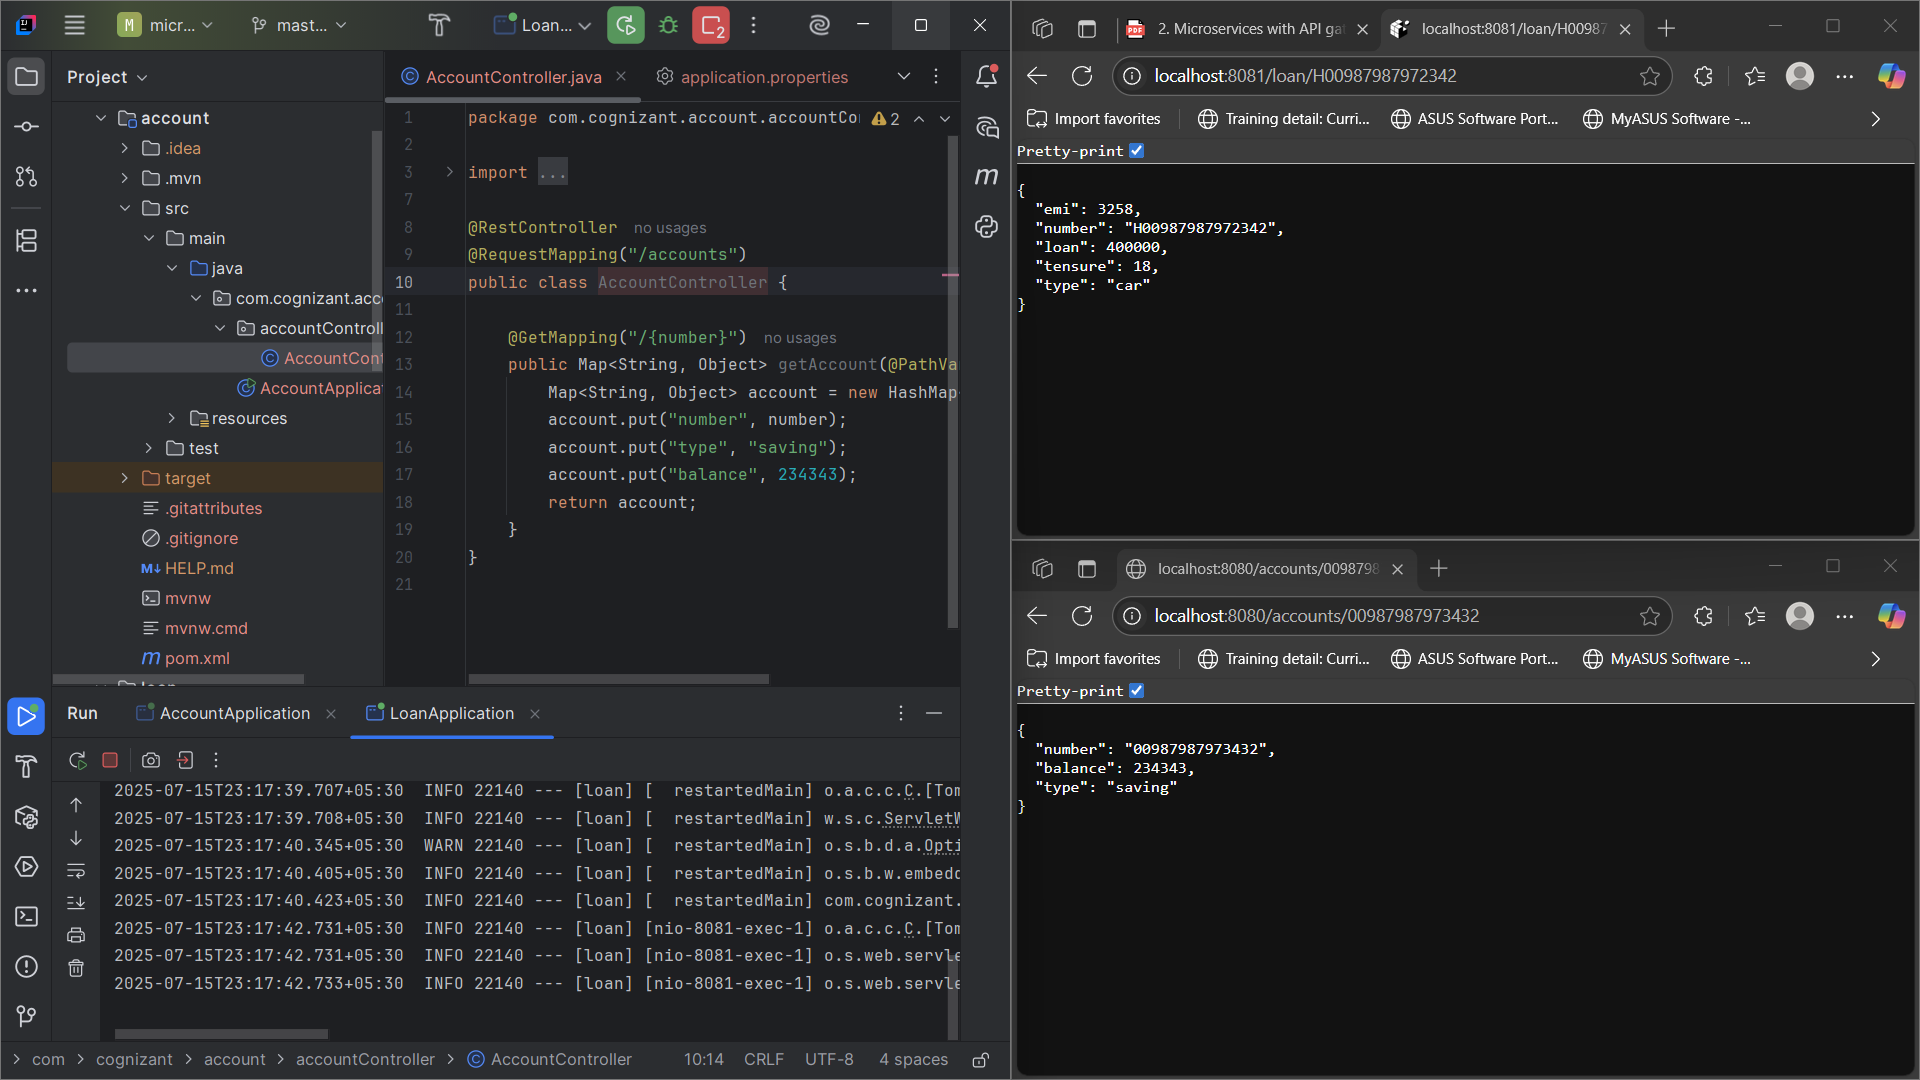 M micr...
mast...
Loan...
2
Project
account
.idea
.mvn
src
main
java
com.cognizant.acc
accountControll
AccountCont
AccountApplicat
resources
test
target
.gitattributes
.gitignore
M↓ HELP.md
mvnw
mvnw.cmd
m pom.xml
AccountController.java
application.properties
1 package com.cognizant.account.accountCo
2
2
3 import ...
7
8 @RestController no usages
9 @RequestMapping("/accounts")
10 public class AccountController {
11
12 @GetMapping("/{number}") no usages
13 public Map<String, Object> getAccount(@PathVa
14 Map<String, Object> account = new HashMap
15 account.put("number", number);
16 account.put("type", "saving");
17 account.put("balance", 234343);
18 return account;
19 }
20 }
21
Run
AccountApplication
LoanApplication
2025-07-15T23:17:39.707+05:30 INFO 22140 --- [loan] [ restartedMain] o.a.c.c.C.[Tom
2025-07-15T23:17:39.708+05:30 INFO 22140 --- [loan] [ restartedMain] w.s.c.ServletW
2025-07-15T23:17:40.345+05:30 WARN 22140 --- [loan] [ restartedMain] o.s.b.d.a.Opti
2025-07-15T23:17:40.405+05:30 INFO 22140 --- [loan] [ restartedMain] o.s.b.w.embedd
2025-07-15T23:17:40.423+05:30 INFO 22140 --- [loan] [ restartedMain] com.cognizant.
2025-07-15T23:17:42.731+05:30 INFO 22140 --- [loan] [nio-8081-exec-1] o.a.c.c.C.[Tom
2025-07-15T23:17:42.731+05:30 INFO 22140 --- [loan] [nio-8081-exec-1] o.s.web.servle
2025-07-15T23:17:42.733+05:30 INFO 22140 --- [loan] [nio-8081-exec-1] o.s.web.servle
com > cognizant > account > accountController > AccountController
10:14 CRLF UTF-8 4 spaces
2. Microservices with API gat
localhost:8081/loan/H00987
localhost:8081/loan/H00987987972342
Import favorites
Training detail: Curri...
ASUS Software Port...
MyASUS Software -...
Pretty-print
{
"emi": 3258,
"number": "H00987987972342",
"loan": 400000,
"tensure": 18,
"type": "car"
}
localhost:8080/accounts/0098798
localhost:8080/accounts/00987987973432
Import favorites
Training detail: Curri...
ASUS Software Port...
MyASUS Software -...
Pretty-print
{
"number": "00987987973432",
"balance": 234343,
"type": "saving"
}